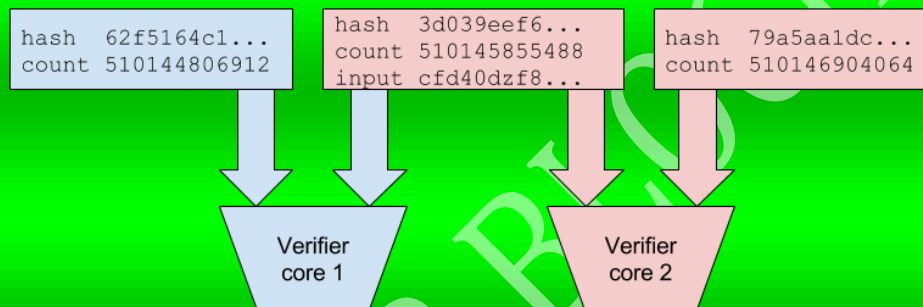 hash 62f5164c1...
count 510144806912
hash 3d039eef6...
count 510145855488
input cfd40dzf8...
hash 79a5aa1dc...
count 510146904064
Verifier
core 1
Verifier
core 2